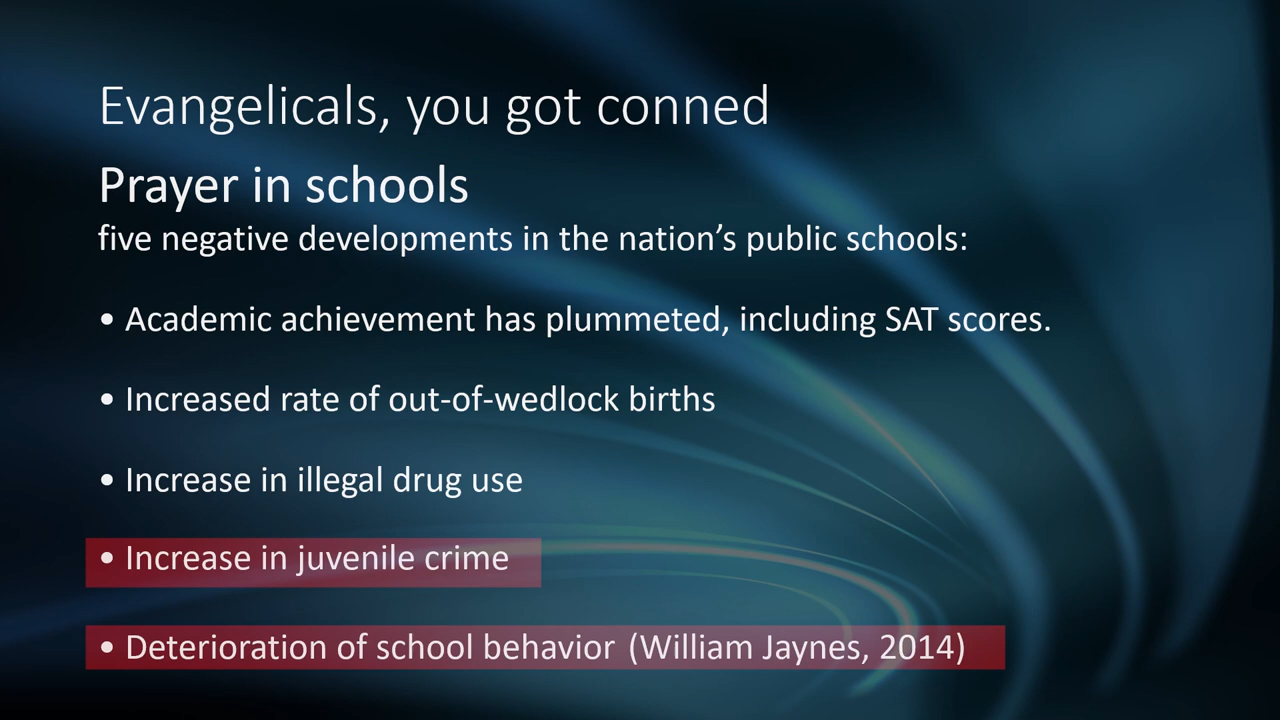 Evangelicals, you got conned
Prayer in schools
five negative developments in the nation’s public schools:
• Academic achievement has plummeted, including SAT scores.
• Increased rate of out-of-wedlock births
• Increase in illegal drug use
• Increase in juvenile crime
• Deterioration of school behavior (William Jaynes, 2014)